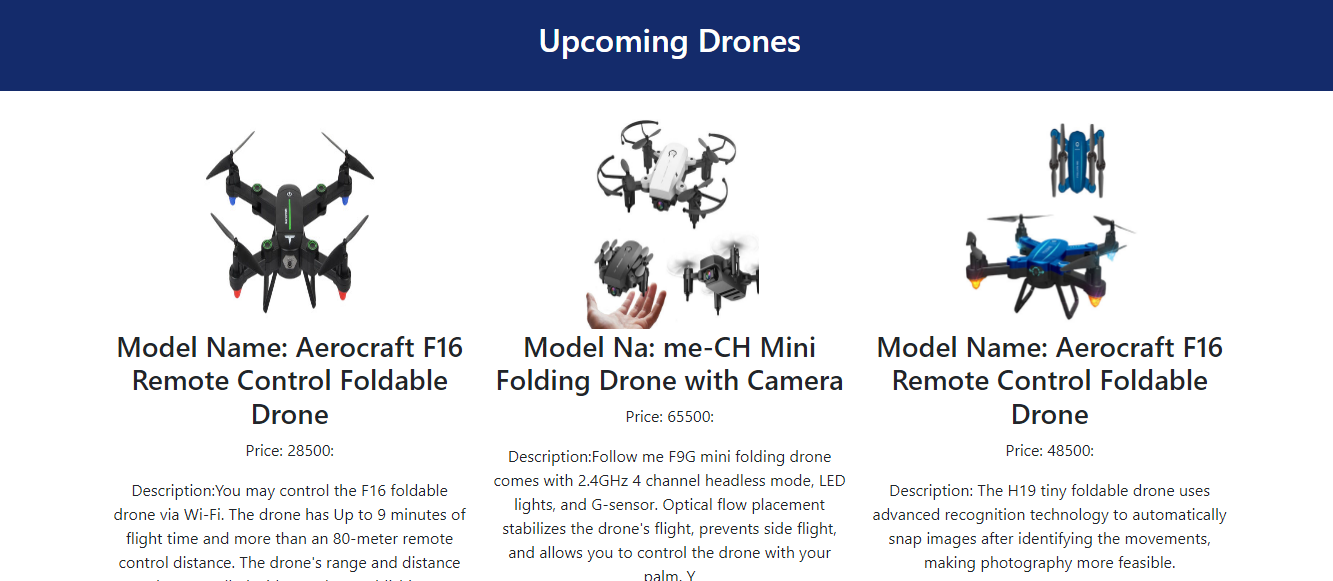 Upcoming Drones
Model Name: Aerocraft F16
Remote Control Foldable
Drone
Price: 28500:
Description:You may control the F16 foldable
drone via Wi-Fi. The drone has Up to 9 minutes of
flight time and more than an 80-meter remote
control distance. The drone's range and distance
Model Na: me-CH Mini
Folding Drone with Camera
Price: 65500:
Description:Follow me F9G mini folding drone
comes with 2.4GHz 4 channel headless mode, LED
lights, and G-sensor. Optical flow placement
stabilizes the drone's flight, prevents side flight,
and allows you to control the drone with your
palm. Y
Model Name: Aerocraft F16
Remote Control Foldable
Drone
Price: 48500:
Description: The H19 tiny foldable drone uses
advanced recognition technology to automatically
snap images after identifying the movements,
making photography more feasible.